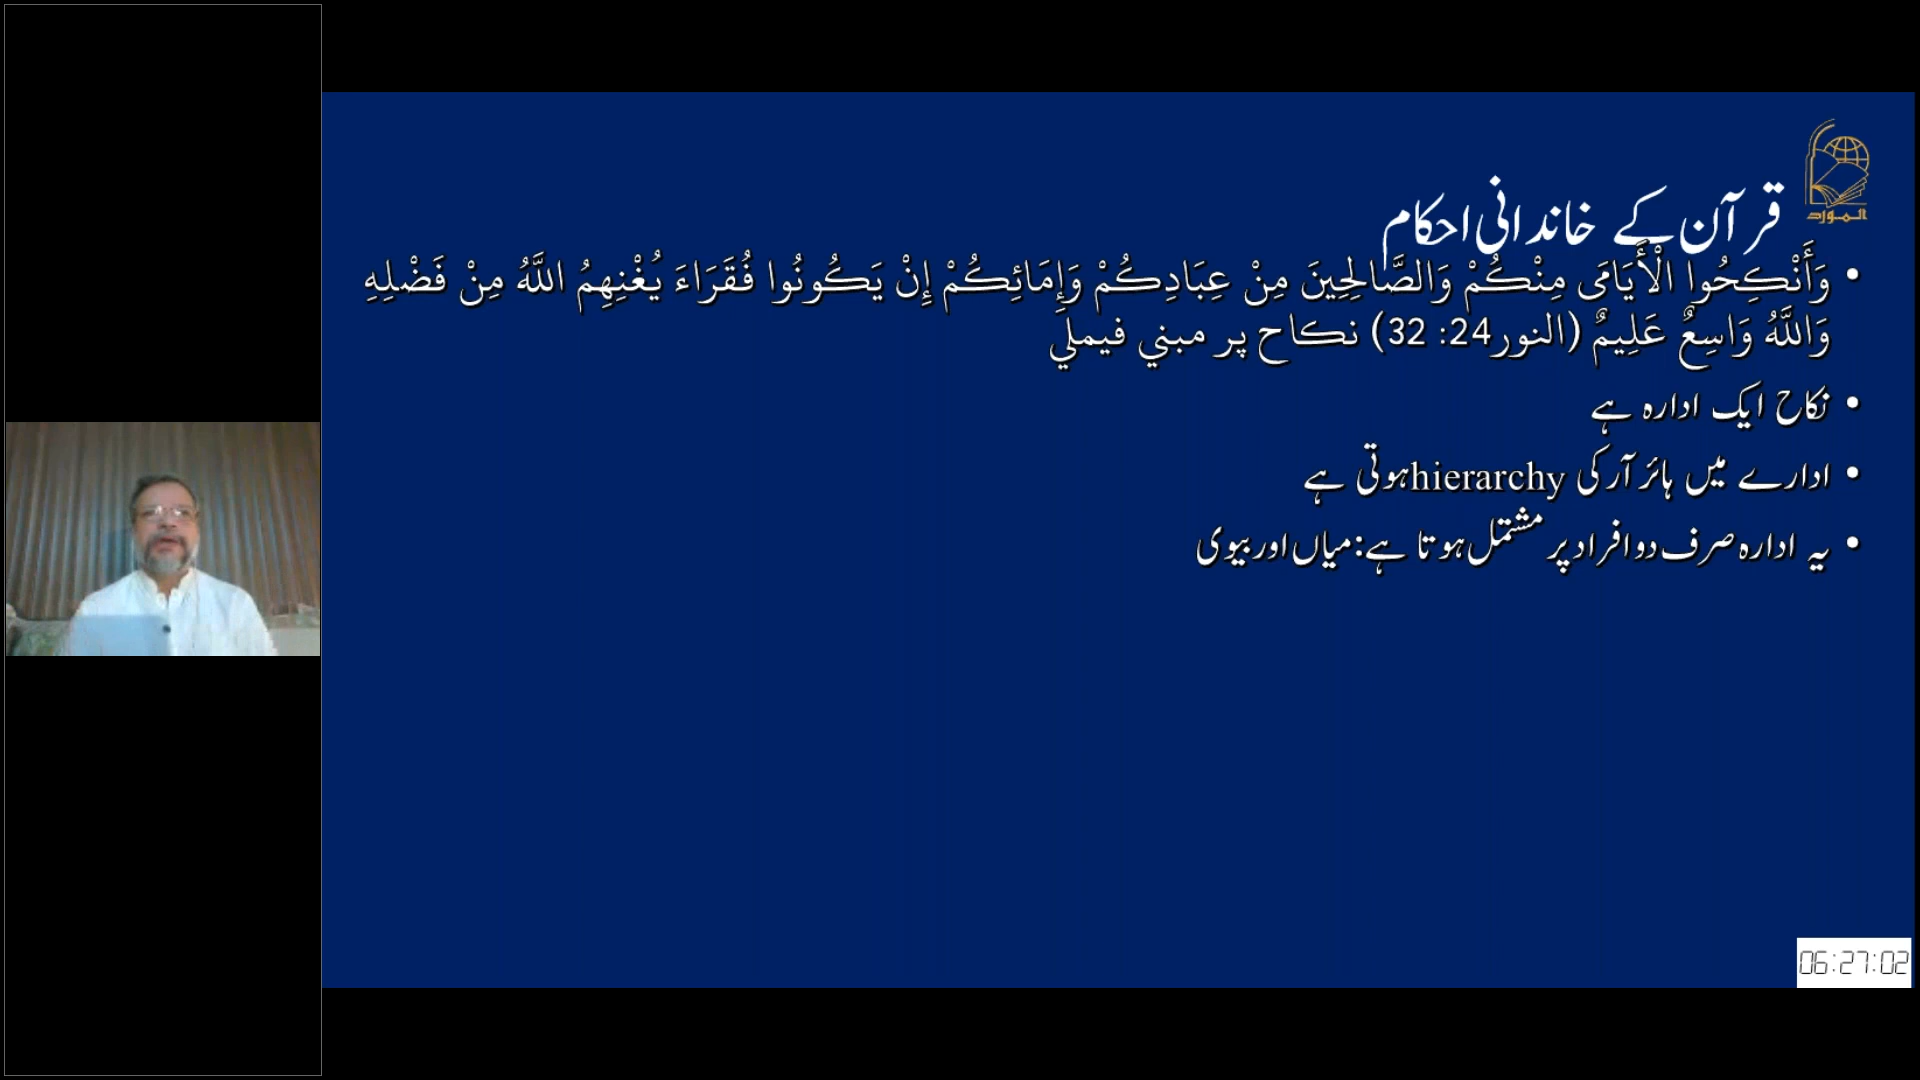 المورد
قرآن کے خاندانی احکام
• وَأَنْكِحُوا الْأَيَامَى مِنْكُمْ وَالصَّالِحِينَ مِنْ عِبَادِكُمْ وَإِمَائِكُمْ إِنْ يَكُونُوا فُقَرَاءَ يُغْنِهِمُ اللَّهُ مِنْ فَضْلِهِ
وَاللَّهُ وَاسِعٌ عَلِيمٌ (النور24: 32) نكاح پر مبني فيملي
• نکاح ایک ادارہ ہے
• ادارے میں ہائر آرکی hierarchyہوتی ہے
• یہ ادارہ صرف دو افراد پر مشتمل ہوتا ہے: میاں اور بیوی
06:27:02